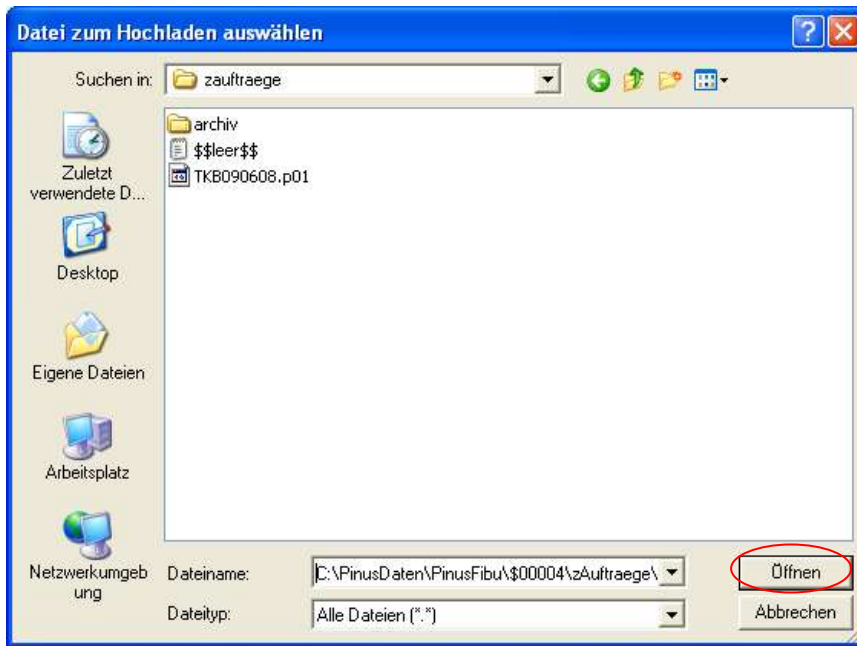 Datei zum Hochladen auswählen
Suchen in:
zauftraege
archiv
$$leer$$
TKB090608.p01
Zuletzt
verwendete D...
Desktop
Eigene Dateien
Arbeitsplatz
Netzwerkumgeb
ung
Dateiname:
C:\PinusDaten\PinusFibu\$00004\zAuftraege\
Öffnen
Dateityp:
Alle Dateien (*.*)
Abbrechen